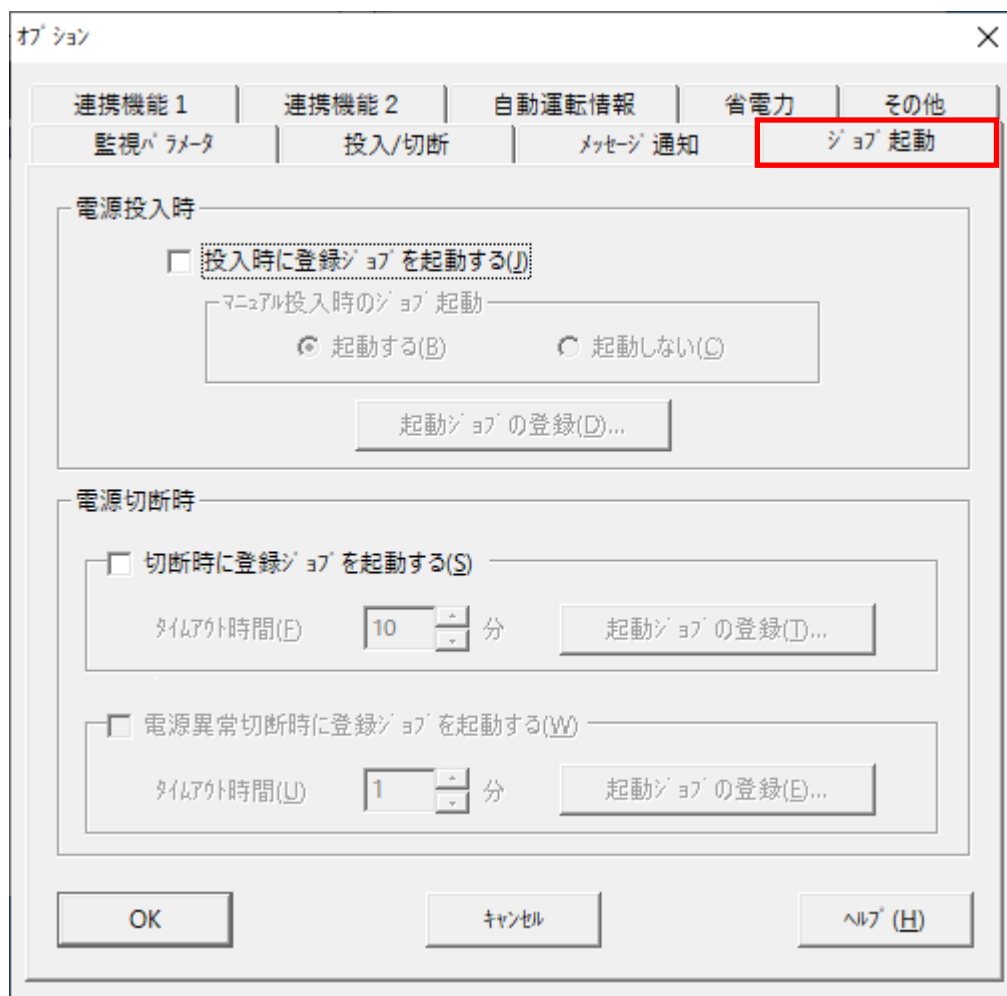 オプション
連携機能1 連携機能2 自動運転情報 省電力 その他
監視パラメータ 投入/切断 メッセージ通知 ジョブ起動
電源投入時
投入時に登録ジョブを起動する(J)
マニュアル投入時のジョブ起動
起動する(B) 起動しない(C)
起動ジョブの登録(D)...
電源切断時
切断時に登録ジョブを起動する(S)
タイムアウト時間(F) 10 分 起動ジョブの登録(T)...
電源異常切断時に登録ジョブを起動する(W)
タイムアウト時間(U) 1 分 起動ジョブの登録(E)...
OK キャンセル ヘルプ(H)